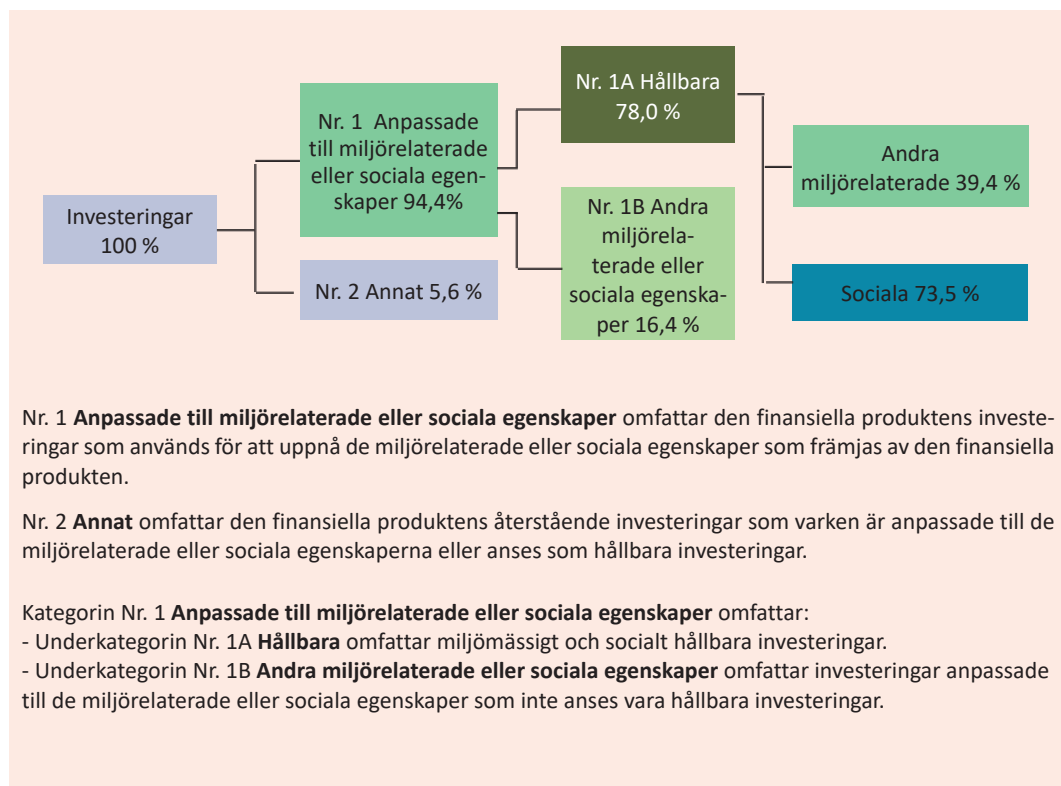 Investeringar
100 %
Nr. 1 Anpassade
till miljörelaterade
eller sociala egen-
skaper 94,4%
Nr. 2 Annat 5,6 %
Nr. 1A Hållbara
78,0 %
Nr. 1B Andra
miljörela-
terade eller
sociala egenska-
per 16,4 %
Andra
miljörelaterade 39,4 %
Sociala 73,5 %
Nr. 1 Anpassade till miljörelaterade eller sociala egenskaper omfattar den finansiella produktens investe-
ringar som används för att uppnå de miljörelaterade eller sociala egenskaper som främjas av den finansiella
produkten.
Nr. 2 Annat omfattar den finansiella produktens återstående investeringar som varken är anpassade till de
miljörelaterade eller sociala egenskaperna eller anses som hållbara investeringar.
Kategorin Nr. 1 Anpassade till miljörelaterade eller sociala egenskaper omfattar:
- Underkategorin Nr. 1A Hållbara omfattar miljömässigt och socialt hållbara investeringar.
- Underkategorin Nr. 1B Andra miljörelaterade eller sociala egenskaper omfattar investeringar anpassade
till de miljörelaterade eller sociala egenskaper som inte anses vara hållbara investeringar.